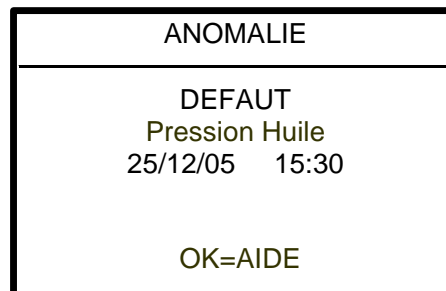 ANOMALIE
DEFAUT
Pression Huile
25/12/05 15:30
OK=AIDE